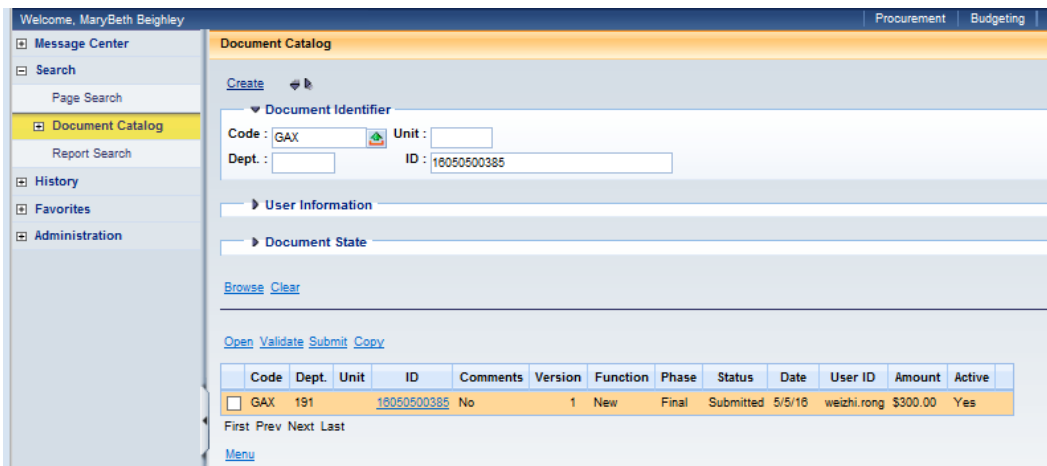 Welcome, MaryBeth Beighley
Procurement
Budgeting
Message Center
Search
Page Search
Document Catalog
Report Search
History
Favorites
Administration
Document Catalog
Create
Document Identifier
Code : GAX Unit :
Dept. : ID : 16050500385
User Information
Document State
Browse Clear
Open Validate Submit Copy
Code Dept. Unit ID Comments Version Function Phase Status Date User ID Amount Active
GAX 191 16050500385 No 1 New Final Submitted 5/5/16 weizhi.rong $300.00 Yes
First Prev Next Last
Menu